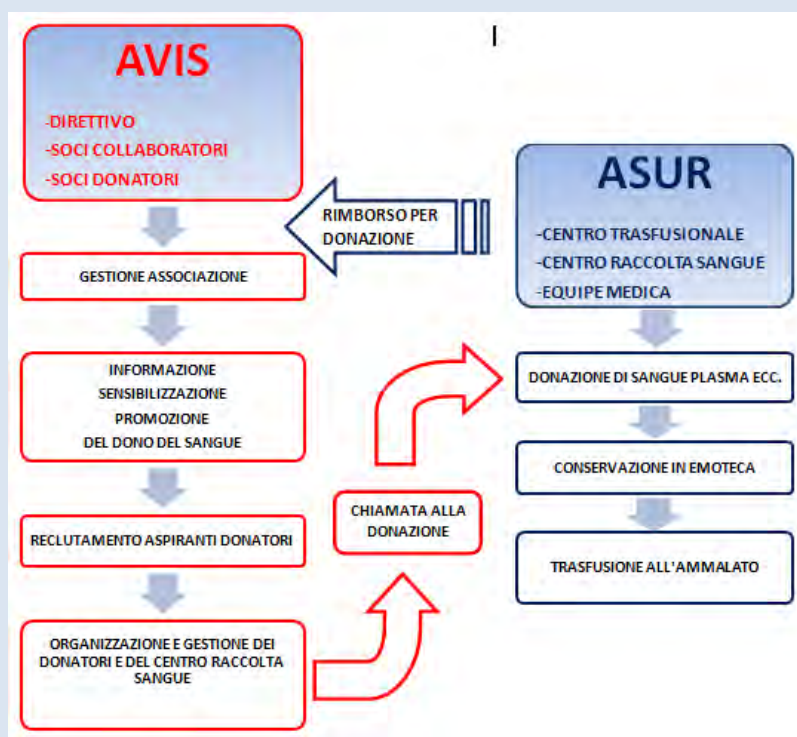 AVIS
-DIRETTIVO
-SOCI COLLABORATORI
-SOCI DONATORI
GESTIONE ASSOCIAZIONE
INFORMAZIONE
SENSIBILIZZAZIONE
PROMOZIONE
DEL DONO DEL SANGUE
RECLUTAMENTO ASPIRANTI DONATORI
ORGANIZZAZIONE E GESTIONE DEI
DONATORI E DEL CENTRO RACCOLTA
SANGUE
CHIAMATA ALLA
DONAZIONE
RIMBORSO PER
DONAZIONE
ASUR
-CENTRO TRASFUSIONALE
-CENTRO RACCOLTA SANGUE
-EQUIPE MEDICA
DONAZIONE DI SANGUE PLASMA ECC.
CONSERVAZIONE IN EMOTECA
TRASFUSIONE ALL'AMMALATO